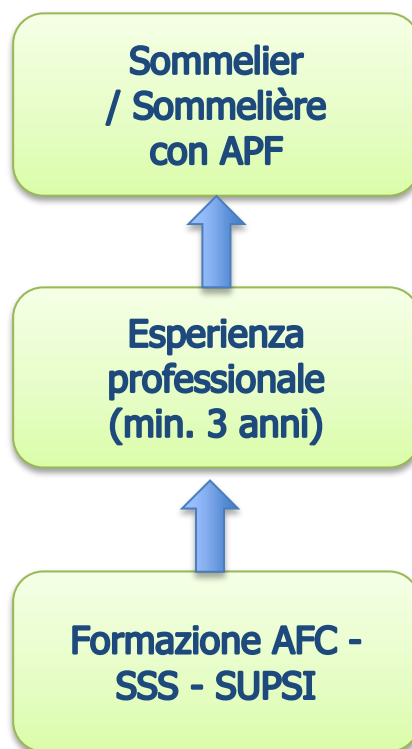 Sommelier
/ Sommelière
con APF
Esperienza
professionale
(min. 3 anni)
Formazione AFC -
SSS - SUPSI